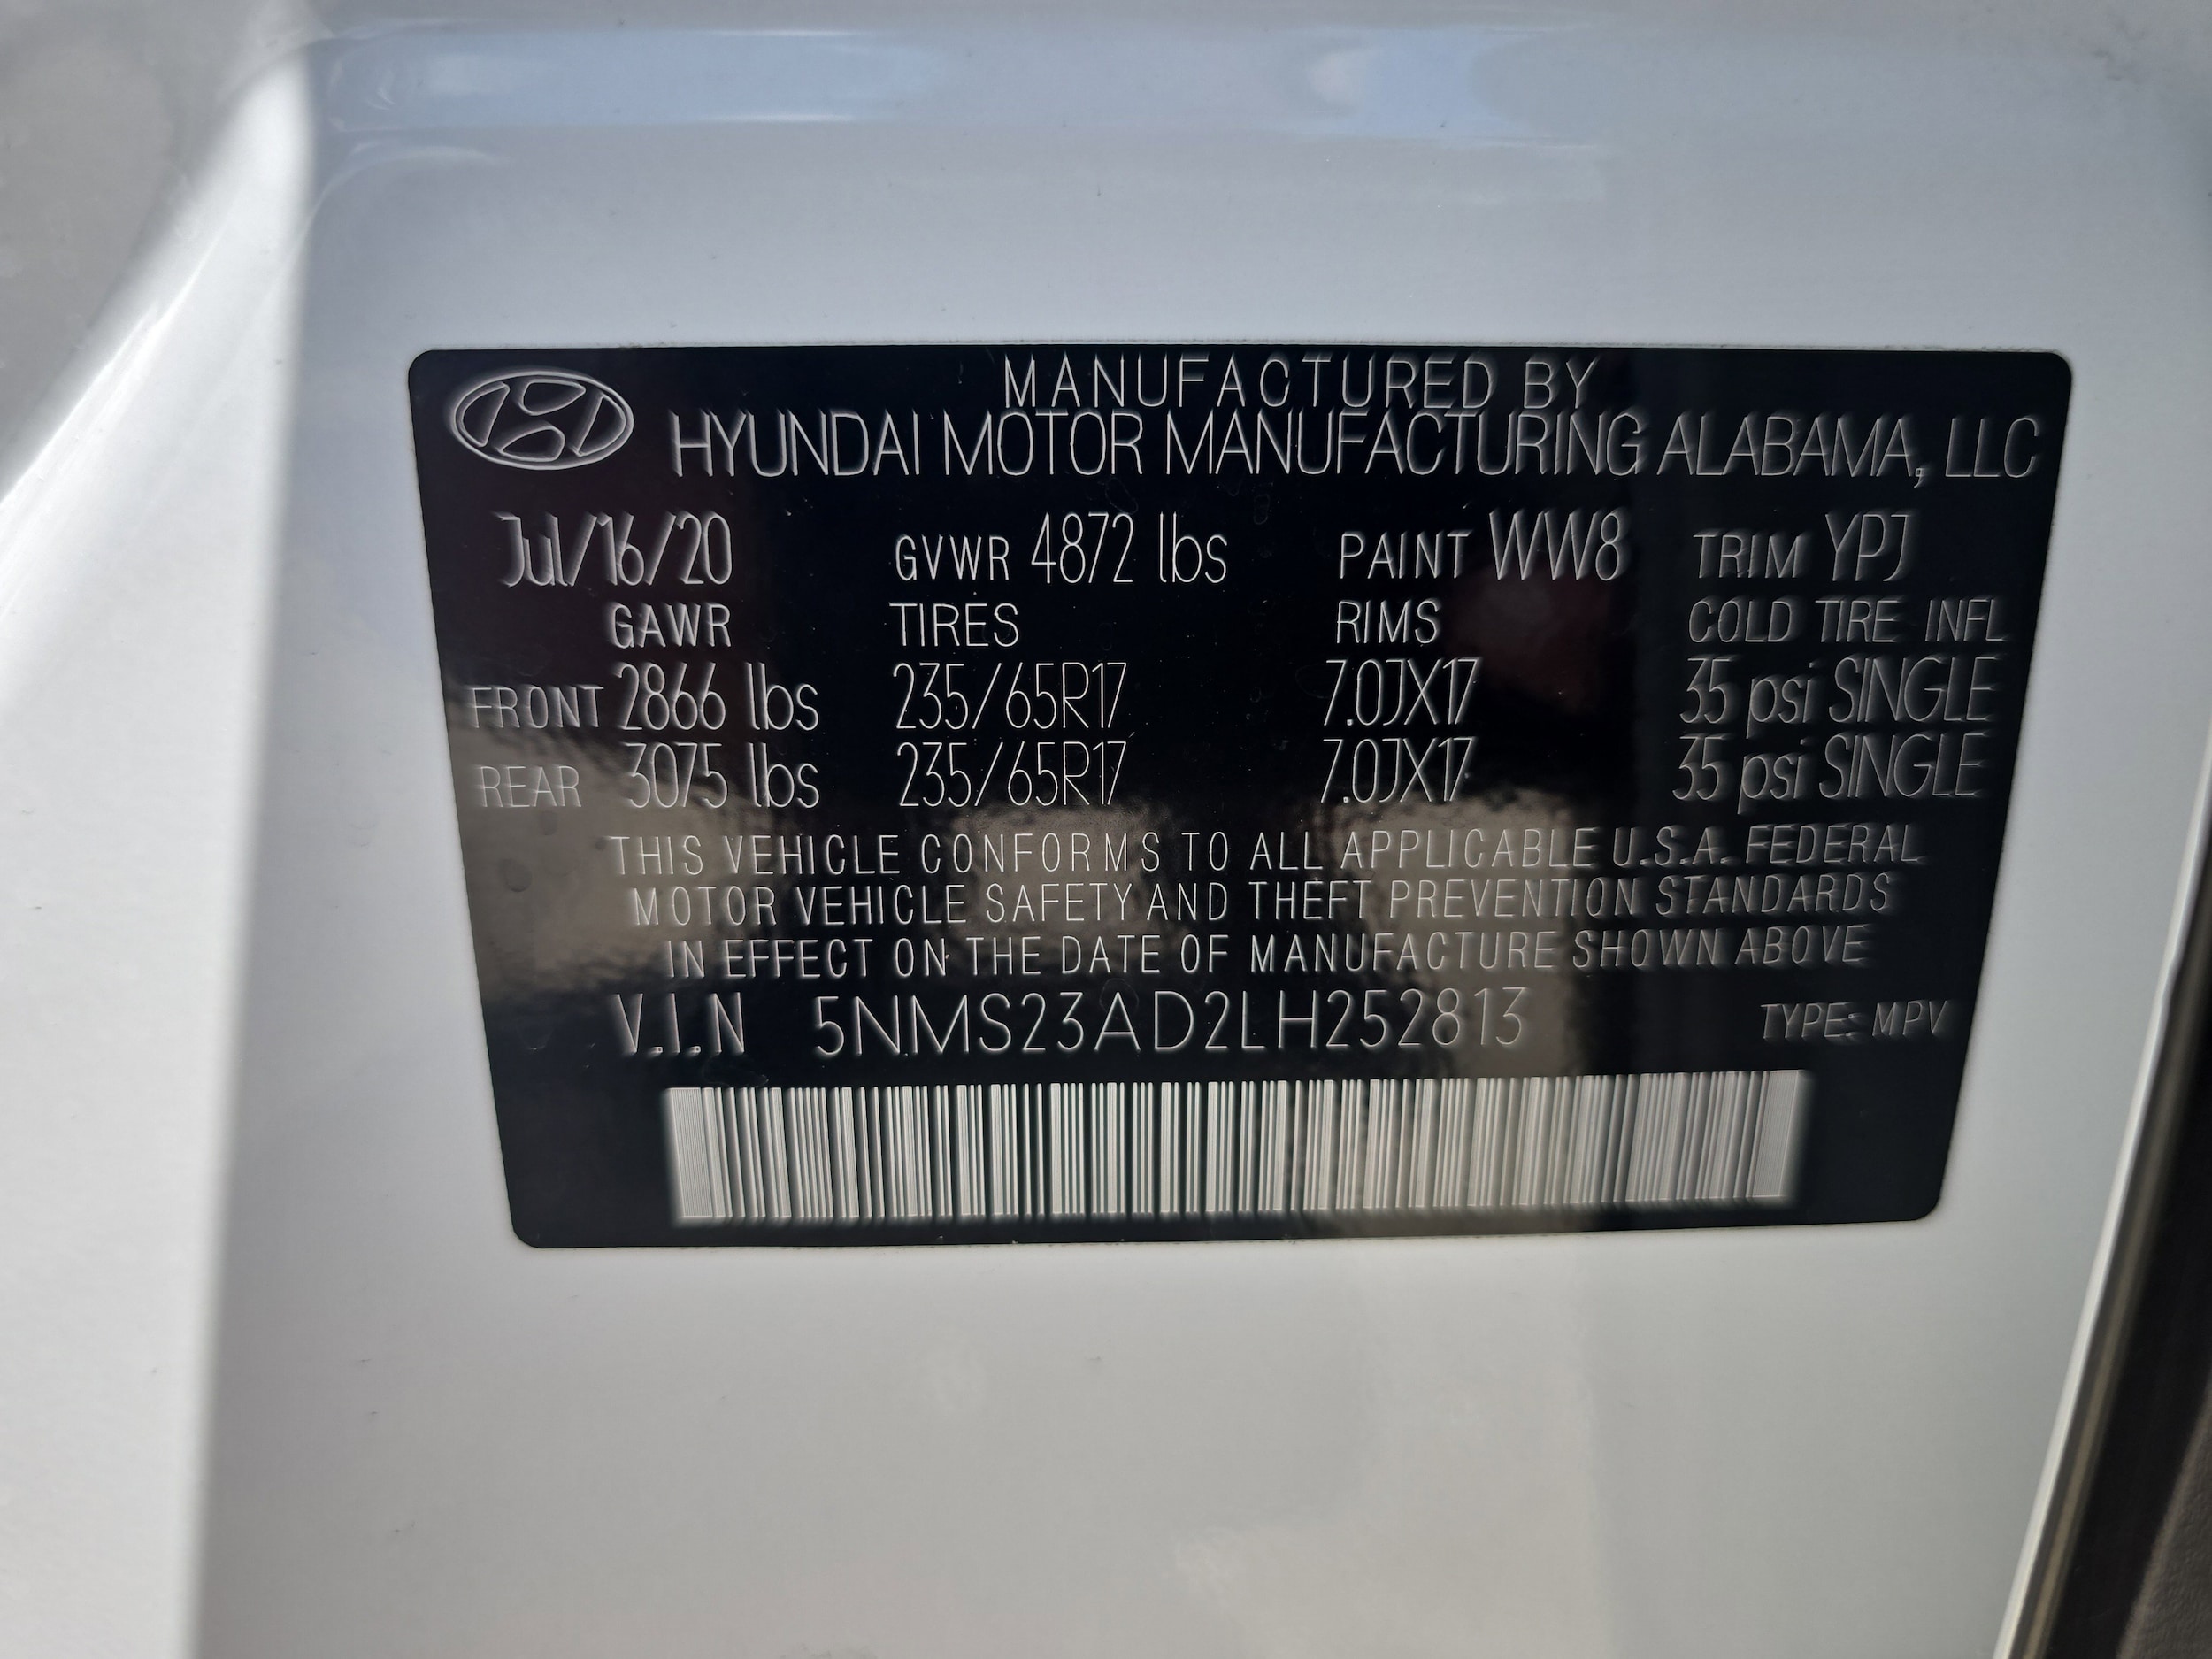 MANUFACTURED BY
HYUNDAI MOTOR MANUFACTURING ALABAMA, LLC
Jul/16/20 GVWR 4872 lbs PAINT WW8 TRIM YPJ
GAWR TIRES RIMS COLD TIRE INFL
FRONT 2866 lbs 235/65R17 7.0JX17 35 psi SINGLE
REAR 3075 lbs 235/65R17 7.0JX17 35 psi SINGLE
THIS VEHICLE CONFORMS TO ALL APPLICABLE U.S.A. FEDERAL
MOTOR VEHICLE SAFETY AND THEFT PREVENTION STANDARDS
IN EFFECT ON THE DATE OF MANUFACTURE SHOWN ABOVE
V.I.N 5NMS23AD2LH252813 TYPE: MPV